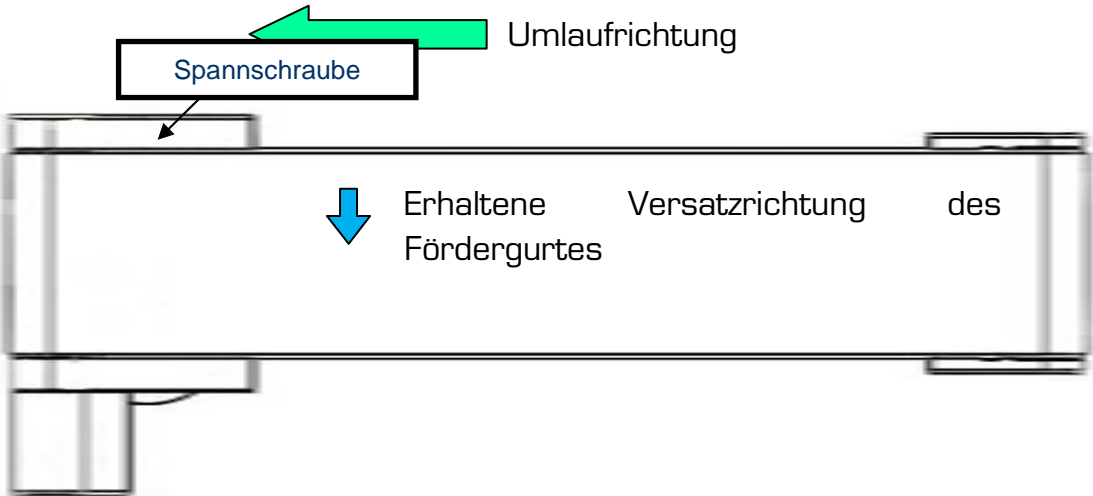 Umlaufrichtung
Spannschraube
Erhaltene Versatzrichtung des
Fördergurtes